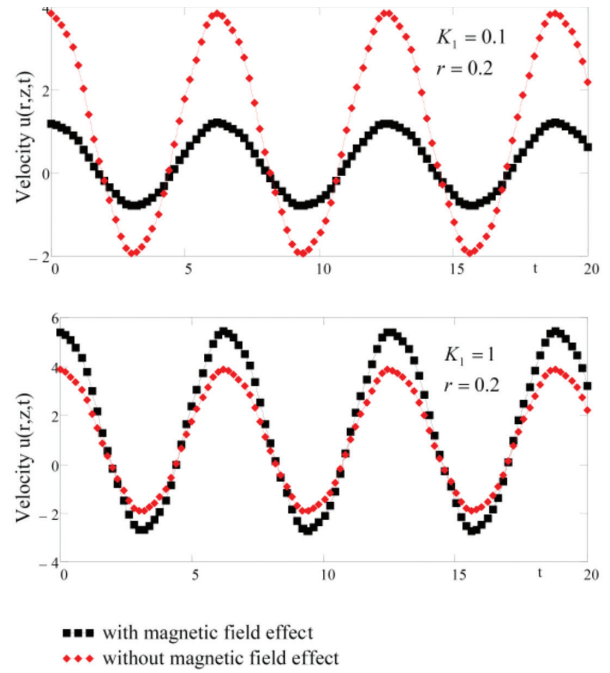 4
K₁ = 0.1
r = 0.2
2
Velocity u(r,z,t)
0
– 2
0 5 10 15 t 20
6
K₁ = 1
4
r = 0.2
2
Velocity u(r,z,t)
0
– 2
– 4
0 5 10 15 t 20
with magnetic field effect
without magnetic field effect